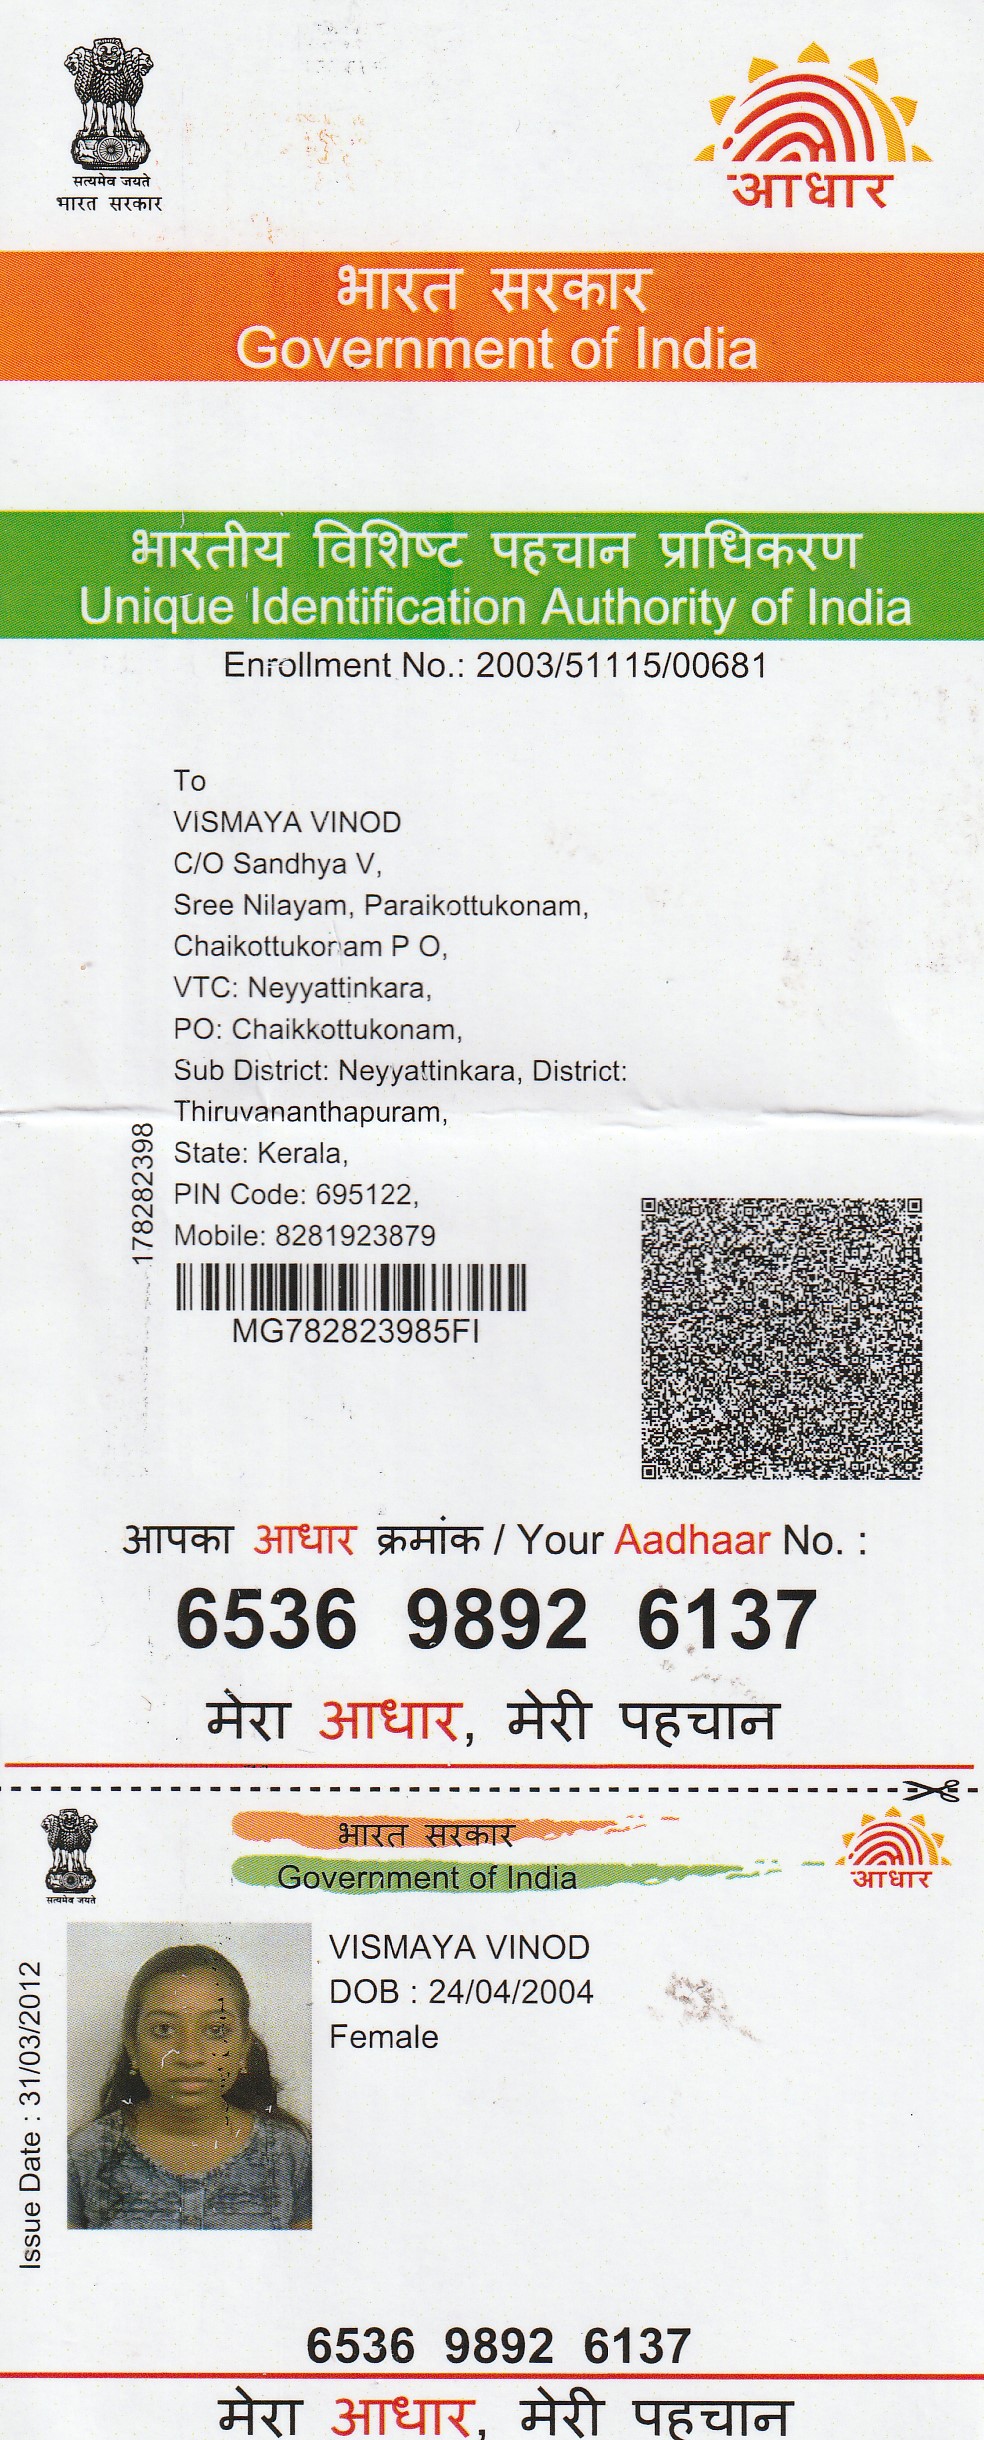 सत्यमेव जयते
भारत सरकार
आधार
भारत सरकार
Government of India
भारतीय विशिष्ट पहचान प्राधिकरण
Unique Identification Authority of India
Enrollment No.: 2003/51115/00681
To
VISMAYA VINOD
C/O Sandhya V,
Sree Nilayam, Paraikottukonam,
Chaikottukonam P O,
VTC: Neyyattinkara,
PO: Chaikkottukonam,
Sub District: Neyyattinkara, District:
Thiruvananthapuram,
State: Kerala,
PIN Code: 695122,
Mobile: 8281923879
178282398
MG782823985FI
आपका आधार क्रमांक / Your Aadhaar No. :
6536 9892 6137
मेरा आधार, मेरी पहचान
सत्यमेव जयते
भारत सरकार
Government of India
आधार
Issue Date : 31/03/2012
VISMAYA VINOD
DOB : 24/04/2004
Female
6536 9892 6137
मेरा आधार, मेरी पहचान